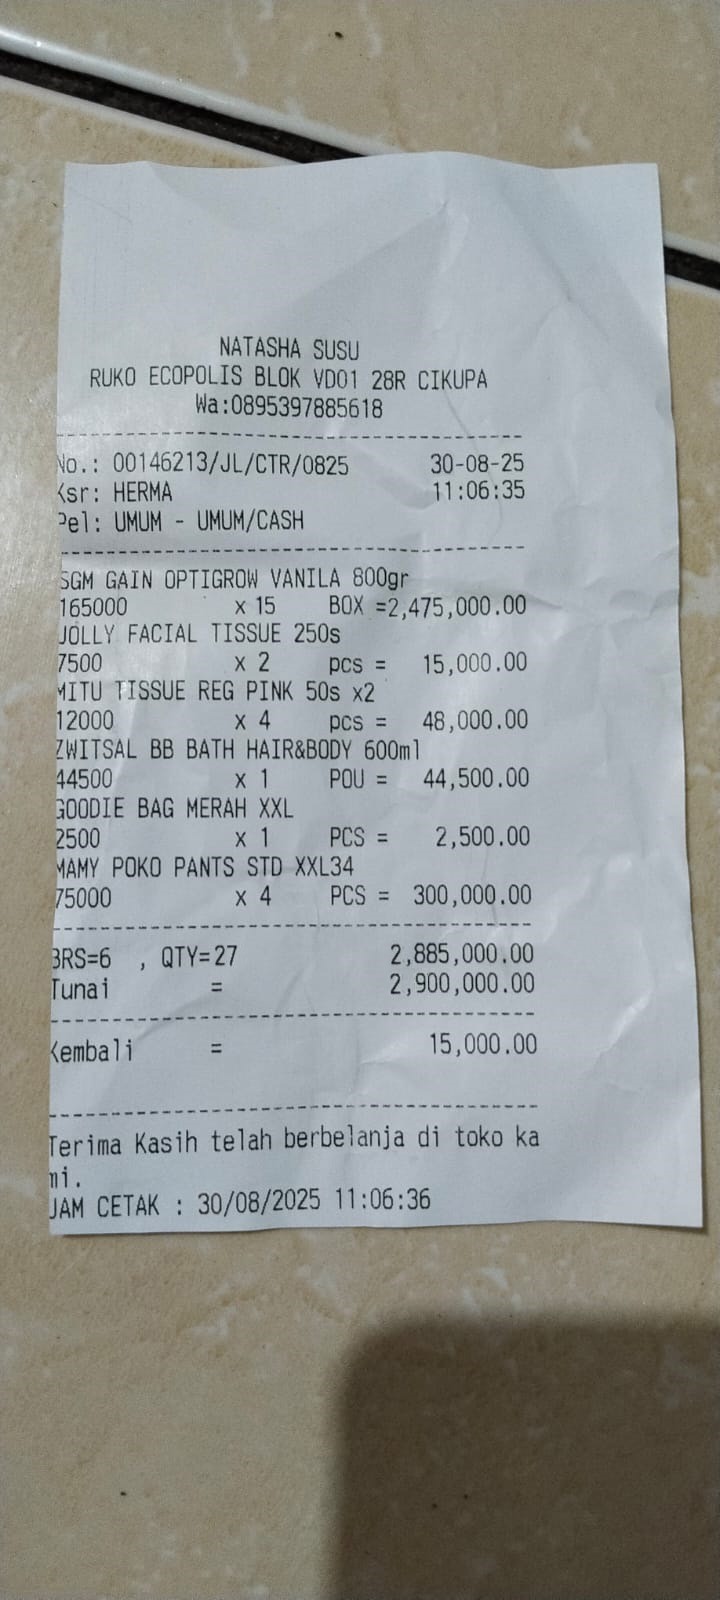 NATASHA SUSU
RUKO ECOPOLIS BLOK VD01 28R CIKUPA
Wa:0895397885618
No.: 00146213/JL/CTR/0825 30-08-25
Ksr: HERMA 11:06:35
Pel: UMUM - UMUM/CASH
SGM GAIN OPTIGROW VANILA 800gr
165000 x 15 BOX =2,475,000.00
JOLLY FACIAL TISSUE 250s
7500 x 2 pcs = 15,000.00
MITU TISSUE REG PINK 50s x2
12000 x 4 pcs = 48,000.00
ZWITSAL BB BATH HAIR&BODY 600ml
44500 x 1 POU = 44,500.00
GOODIE BAG MERAH XXL
2500 x 1 PCS = 2,500.00
MAMY POKO PANTS STD XXL34
75000 x 4 PCS = 300,000.00
BRS=6 , QTY=27 2,885,000.00
Tunai = 2,900,000.00
Kembali = 15,000.00
Terima Kasih telah berbelanja di toko ka
mi.
JAM CETAK : 30/08/2025 11:06:36